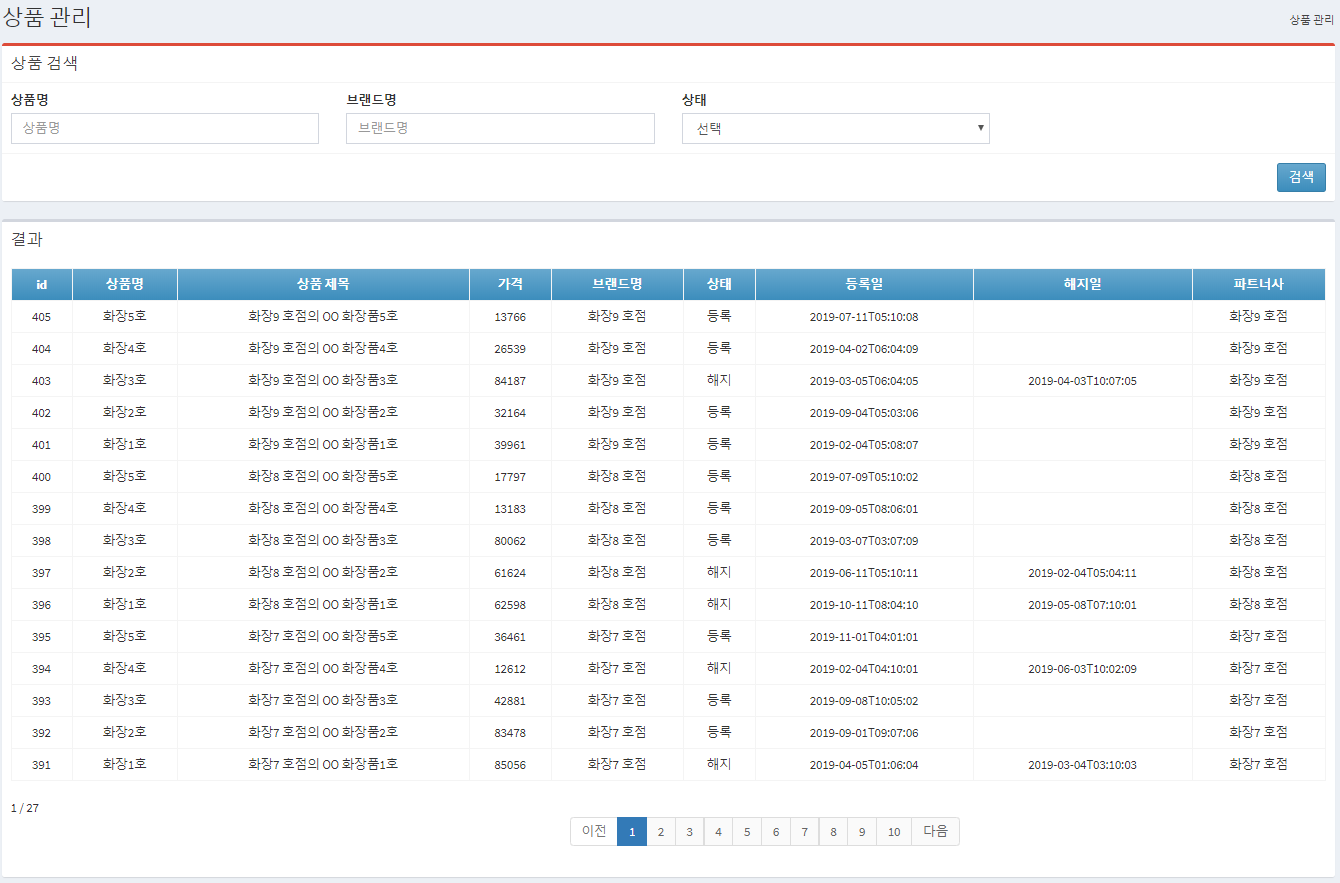 상품 관리
상품 관리
상품 검색
상품명 브랜드명 상태
상품명 브랜드명 선택
검색
결과
id 상품명 상품 제목 가격 브랜드명 상태 등록일 해지일 파트너사
405 화장5호 화장9 호점의 OO 화장품5호 13766 화장9 호점 등록 2019-07-11T05:10:08 화장9 호점
404 화장4호 화장9 호점의 OO 화장품4호 26539 화장9 호점 등록 2019-04-02T06:04:09 화장9 호점
403 화장3호 화장9 호점의 OO 화장품3호 84187 화장9 호점 해지 2019-03-05T06:04:05 2019-04-03T10:07:05 화장9 호점
402 화장2호 화장9 호점의 OO 화장품2호 32164 화장9 호점 등록 2019-09-04T05:03:06 화장9 호점
401 화장1호 화장9 호점의 OO 화장품1호 39961 화장9 호점 등록 2019-02-04T05:08:07 화장9 호점
400 화장5호 화장8 호점의 OO 화장품5호 17797 화장8 호점 등록 2019-07-09T05:10:02 화장8 호점
399 화장4호 화장8 호점의 OO 화장품4호 13183 화장8 호점 등록 2019-09-05T08:06:01 화장8 호점
398 화장3호 화장8 호점의 OO 화장품3호 80062 화장8 호점 등록 2019-03-07T03:07:09 화장8 호점
397 화장2호 화장8 호점의 OO 화장품2호 61624 화장8 호점 해지 2019-06-11T05:10:11 2019-02-04T05:04:11 화장8 호점
396 화장1호 화장8 호점의 OO 화장품1호 62598 화장8 호점 해지 2019-10-11T08:04:10 2019-05-08T07:10:01 화장8 호점
395 화장5호 화장7 호점의 OO 화장품5호 36461 화장7 호점 등록 2019-11-01T04:01:01 화장7 호점
394 화장4호 화장7 호점의 OO 화장품4호 12612 화장7 호점 해지 2019-02-04T04:10:01 2019-06-03T10:02:09 화장7 호점
393 화장3호 화장7 호점의 OO 화장품3호 42881 화장7 호점 등록 2019-09-08T10:05:02 화장7 호점
392 화장2호 화장7 호점의 OO 화장품2호 83478 화장7 호점 등록 2019-09-01T09:07:06 화장7 호점
391 화장1호 화장7 호점의 OO 화장품1호 85056 화장7 호점 해지 2019-04-05T01:06:04 2019-03-04T03:10:03 화장7 호점
1 / 27
이전 1 2 3 4 5 6 7 8 9 10 다음